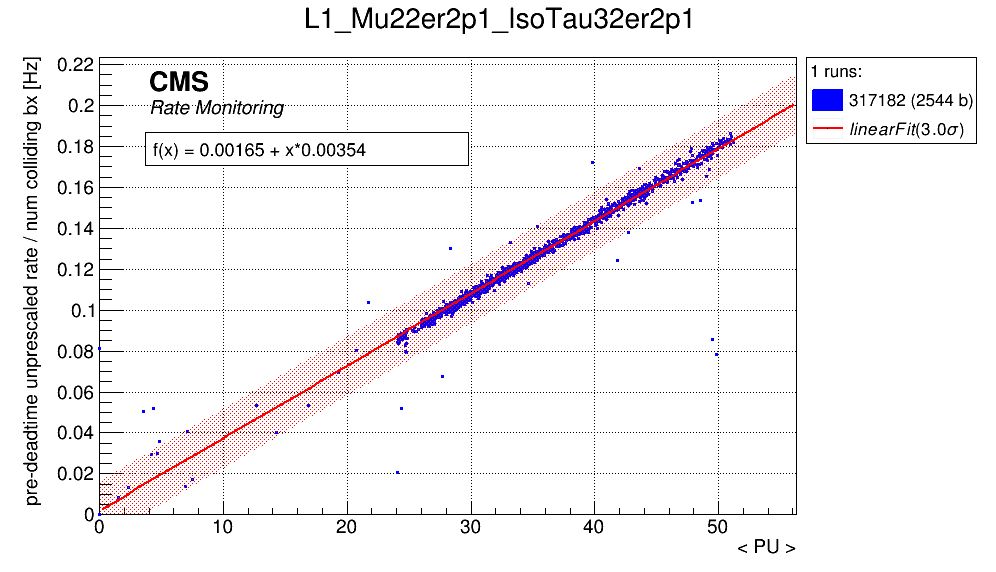 L1_Mu22er2p1_IsoTau32er2p1
pre-deadtime unprescaled rate / num colliding bx [Hz]
0.22
0.2
0.18
0.16
0.14
0.12
0.1
0.08
0.06
0.04
0.02
0
CMS
Rate Monitoring
f(x) = 0.00165 + x*0.00354
0 10 20 30 40 50
< PU >
1 runs:
317182 (2544 b)
linearFit(3.0σ)